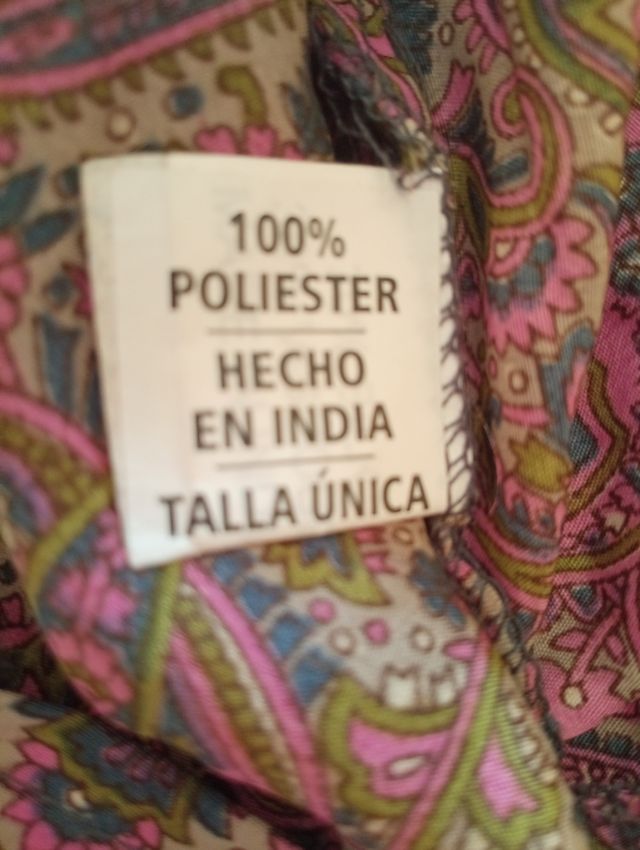 100%
POLIESTER
HECHO
EN INDIA
TALLA ÚNICA